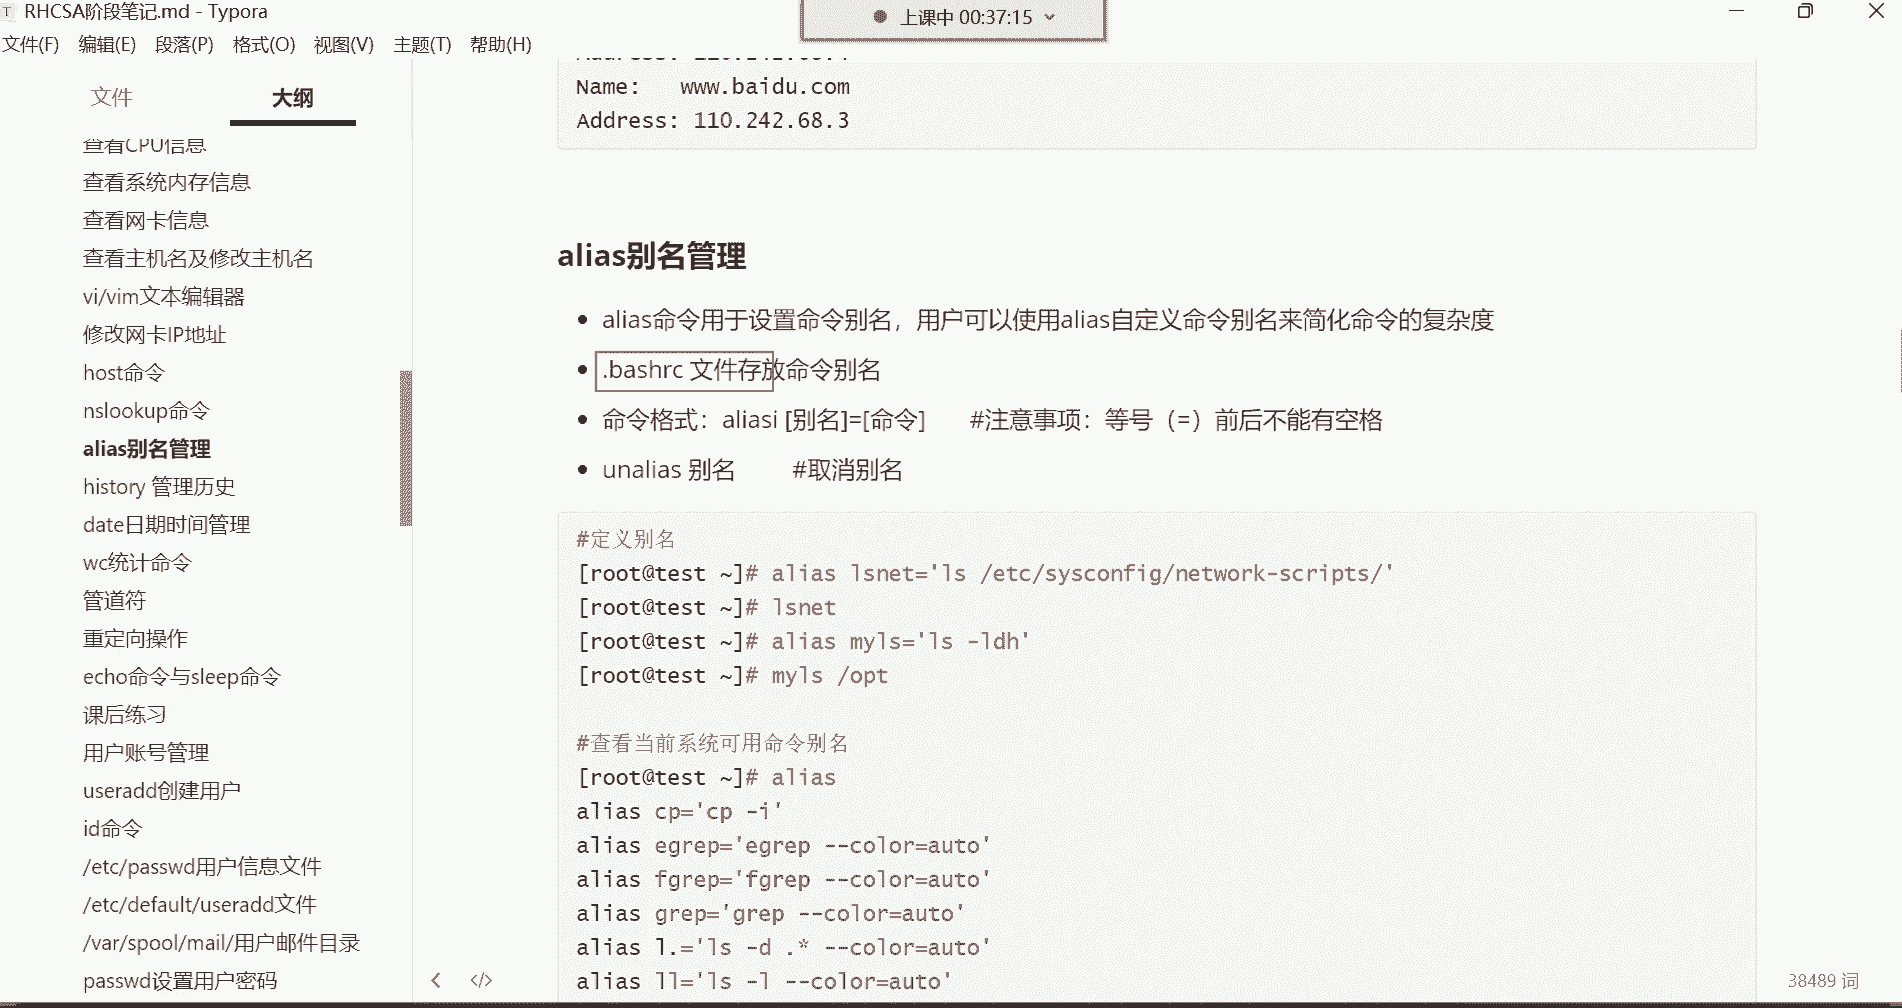 RHCSA阶段笔记.md - Typora
上课中 00:37:15
文件(F) 编辑(E) 段落(P) 格式(O) 视图(V) 主题(T) 帮助(H)
文件 大纲
查看CPU信息
查看系统内存信息
查看网卡信息
查看主机名及修改主机名
vi/vim文本编辑器
修改网卡IP地址
host命令
nslookup命令
alias别名管理
history 管理历史
date日期时间管理
wc统计命令
管道符
重定向操作
echo命令与sleep命令
课后练习
用户账号管理
useradd创建用户
id命令
/etc/passwd用户信息文件
/etc/default/useradd文件
/var/spool/mail/用户邮件目录
passwd设置用户密码
Name:   www.baidu.com
Address: 110.242.68.3
alias别名管理
alias命令用于设置命令别名，用户可以使用alias自定义命令别名来简化命令的复杂度
.bashrc 文件存放命令别名
命令格式：aliasi [别名]=[命令] #注意事项：等号（=）前后不能有空格
unalias 别名 #取消别名
#定义别名
[root@test ~]# alias lsnet='ls /etc/sysconfig/network-scripts/'
[root@test ~]# lsnet
[root@test ~]# alias myls='ls -ldh'
[root@test ~]# myls /opt
#查看当前系统可用命令别名
[root@test ~]# alias
alias cp='cp -i'
alias egrep='egrep --color=auto'
alias fgrep='fgrep --color=auto'
alias grep='grep --color=auto'
alias l.='ls -d .* --color=auto'
alias ll='ls -l --color=auto'
38489 词